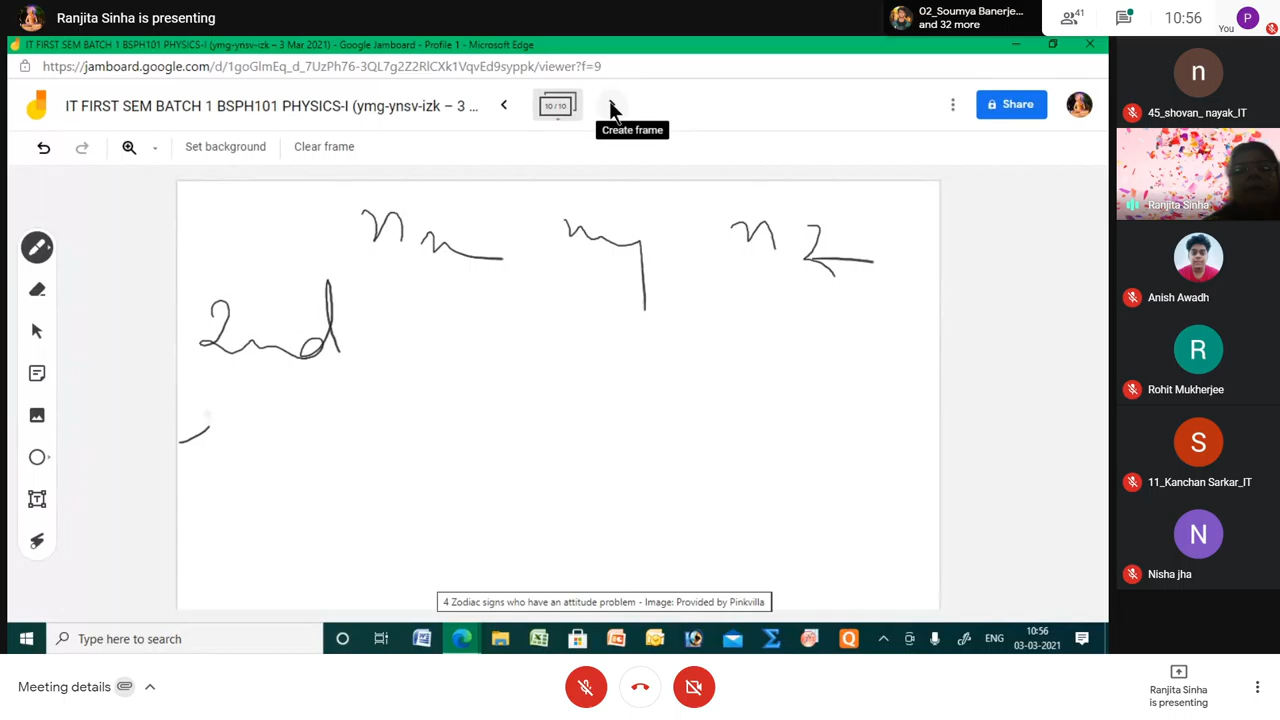 Ranjita Sinha is presenting
02_Soumya Banerje...
and 32 more
41
10:56
You
P
IT FIRST SEM BATCH 1 BSPH101 PHYSICS-I (ymg-ynsv-izk – 3 Mar 2021) - Google Jamboard - Profile 1 - Microsoft Edge
https://jamboard.google.com/d/1goGlmEq_d_7UzPh76-3QL7g2Z2RlCXk1VqvEd9syppk/viewer?f=9
IT FIRST SEM BATCH 1 BSPH101 PHYSICS-I (ymg-ynsv-izk – 3 ...
10 / 10
Share
Create frame
Set background
Clear frame
n
45_shovan_ nayak_IT
Ranjita Sinha
Anish Awadh
R
Rohit Mukherjee
S
11_Kanchan Sarkar_IT
N
Nisha jha
nx ny nz
2nd
4 Zodiac signs who have an attitude problem - Image: Provided by Pinkvilla
Type here to search
ENG
10:56
03-03-2021
Meeting details
Ranjita Sinha
is presenting